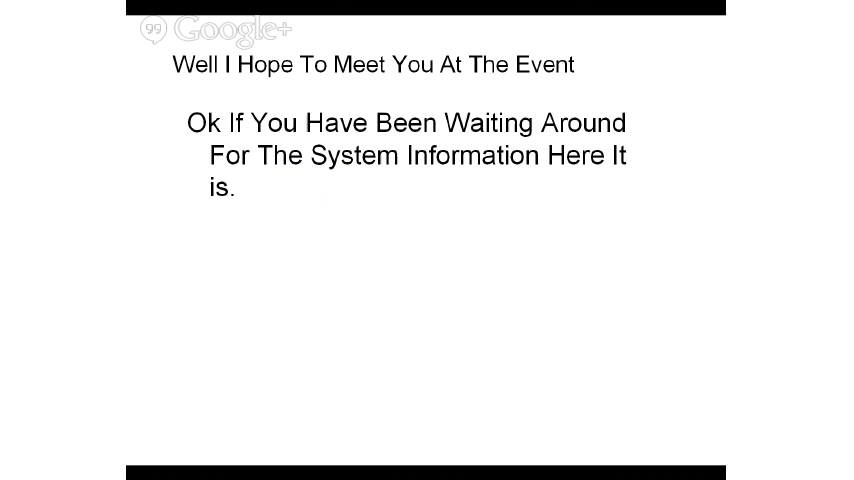 Google+
Well I Hope To Meet You At The Event
Ok If You Have Been Waiting Around
For The System Information Here It
is.